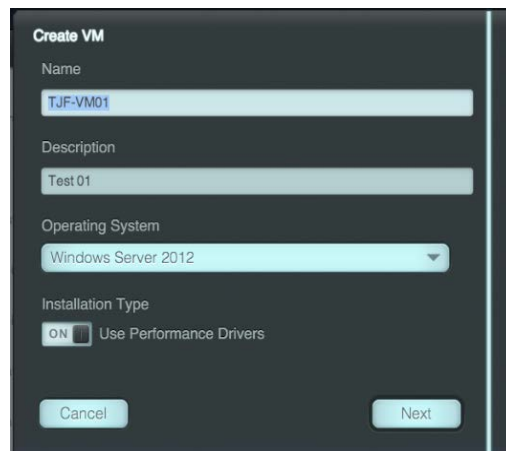 Create VM
Name
TJF-VM01
Description
Test 01
Operating System
Windows Server 2012
Installation Type
ON Use Performance Drivers
Cancel Next